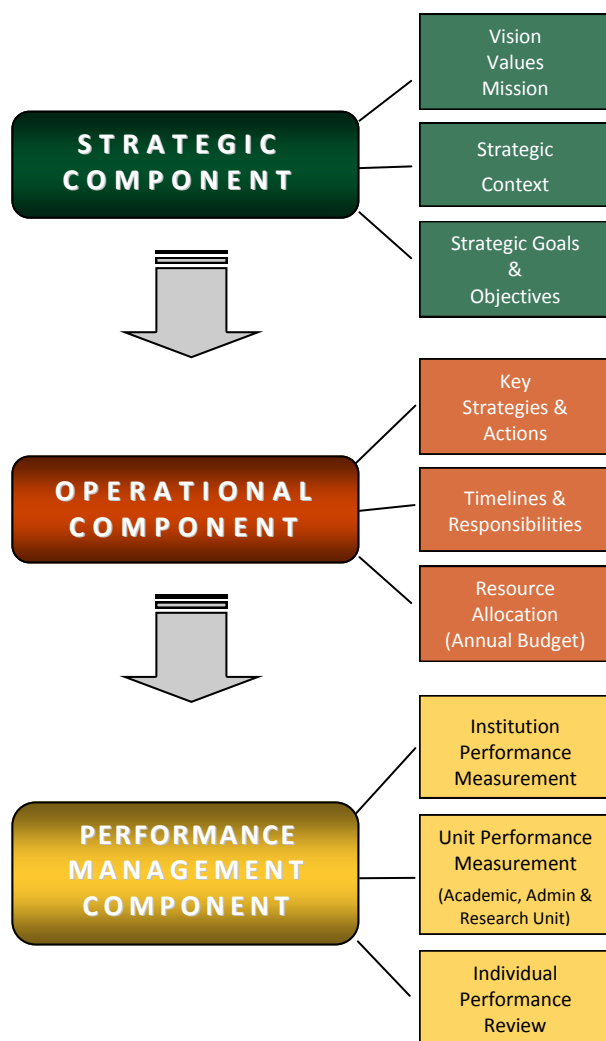 Vision
Values
Mission
STRATEGIC
COMPONENT
Strategic
Context
Strategic Goals
&
Objectives
Key
Strategies &
Actions
OPERATIONAL
COMPONENT
Timelines &
Responsibilities
Resource
Allocation
(Annual Budget)
Institution
Performance
Measurement
PERFORMANCE
MANAGEMENT
COMPONENT
Unit Performance
Measurement
(Academic, Admin &
Research Unit)
Individual
Performance
Review